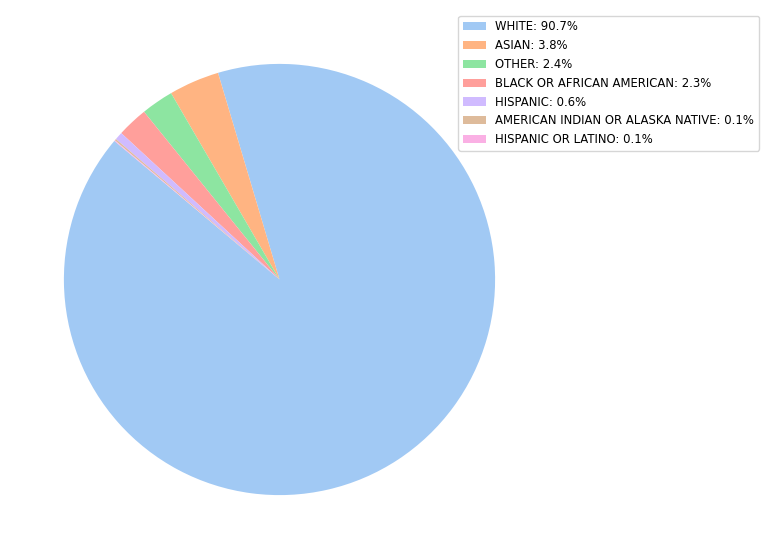 WHITE: 90.7%
ASIAN: 3.8%
OTHER: 2.4%
BLACK OR AFRICAN AMERICAN: 2.3%
HISPANIC: 0.6%
AMERICAN INDIAN OR ALASKA NATIVE: 0.1%
HISPANIC OR LATINO: 0.1%